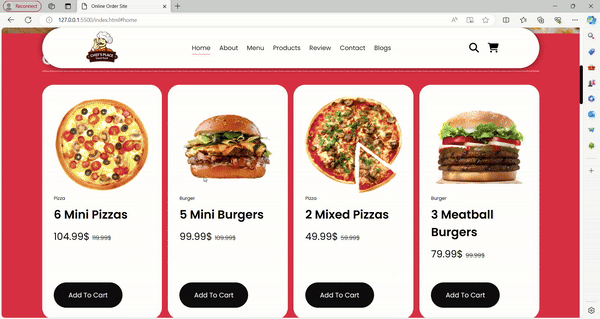 Reconnect
Online Order Site
127.0.0.1:5500/index.html#home
CHEF'S PLACE
Home
About
Menu
Products
Review
Contact
Blogs
Pizza
6 Mini Pizzas
104.99$ 119.99$
Add To Cart
Burger
5 Mini Burgers
99.99$ 109.99$
Add To Cart
Pizza
2 Mixed Pizzas
49.99$ 59.99$
Add To Cart
Burger
3 Meatball
Burgers
79.99$ 99.99$
Add To Cart